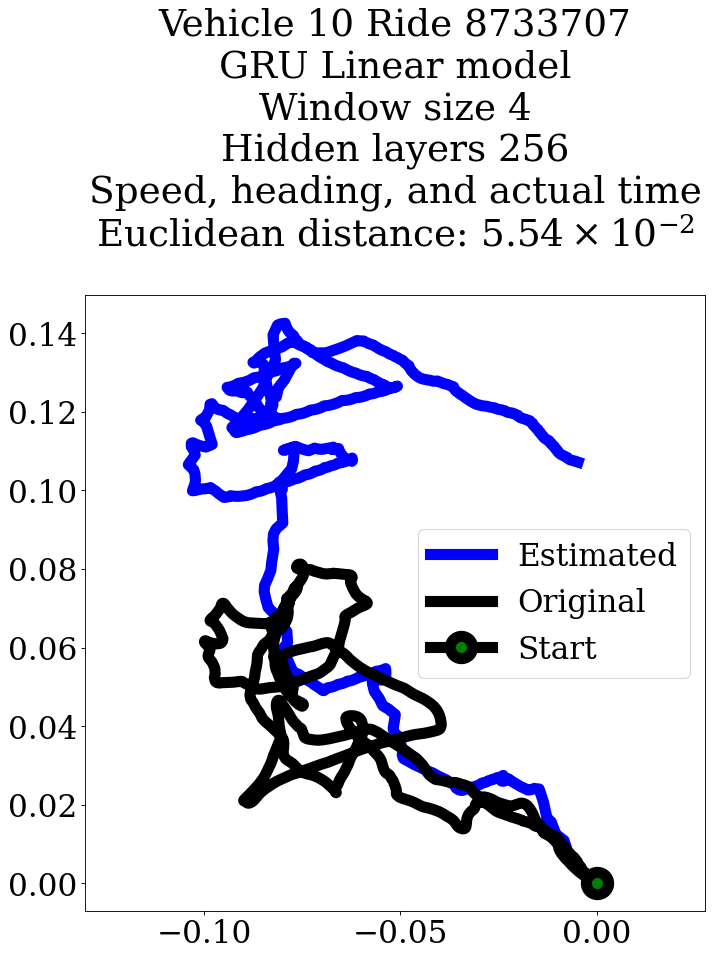 Vehicle 10 Ride 8733707
GRU Linear model
Window size 4
Hidden layers 256
Speed, heading, and actual time
Euclidean distance: 5.54 × 10⁻²
0.14
0.12
0.10
0.08
0.06
0.04
0.02
0.00
Estimated
Original
Start
−0.10
−0.05
0.00